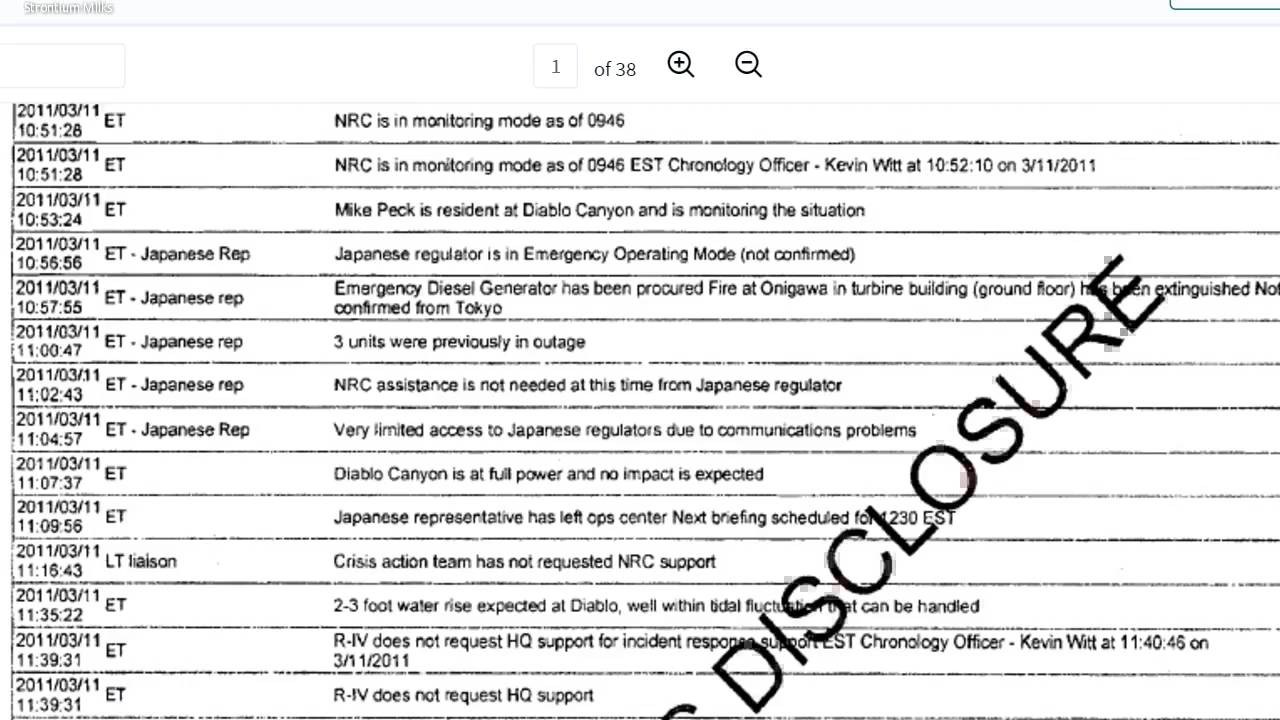 Strontium Milks
1 of 38
2011/03/11 10:51:28 ET NRC is in monitoring mode as of 0946
2011/03/11 10:51:28 ET NRC is in monitoring mode as of 0946 EST Chronology Officer - Kevin Witt at 10:52:10 on 3/11/2011
2011/03/11 10:53:24 ET Mike Peck is resident at Diablo Canyon and is monitoring the situation
2011/03/11 10:56:56 ET - Japanese Rep Japanese regulator is in Emergency Operating Mode (not confirmed)
2011/03/11 10:57:55 ET - Japanese rep Emergency Diesel Generator has been procured Fire at Onigawa in turbine building (ground floor) has been extinguished Not
confirmed from Tokyo
2011/03/11 11:00:47 ET - Japanese rep 3 units were previously in outage
2011/03/11 11:02:43 ET - Japanese rep NRC assistance is not needed at this time from Japanese regulator
2011/03/11 11:04:57 ET - Japanese Rep Very limited access to Japanese regulators due to communications problems
2011/03/11 11:07:37 ET Diablo Canyon is at full power and no impact is expected
2011/03/11 11:09:56 ET Japanese representative has left ops center Next briefing scheduled for 1230 EST
2011/03/11 11:16:43 LT liaison Crisis action team has not requested NRC support
2011/03/11 11:35:22 ET 2-3 foot water rise expected at Diablo, well within tidal fluctuation that can be handled
2011/03/11 11:39:31 ET R-IV does not request HQ support for incident response support EST Chronology Officer - Kevin Witt at 11:40:46 on
3/11/2011
2011/03/11 11:39:31 ET R-IV does not request HQ support
DISCLOSURE